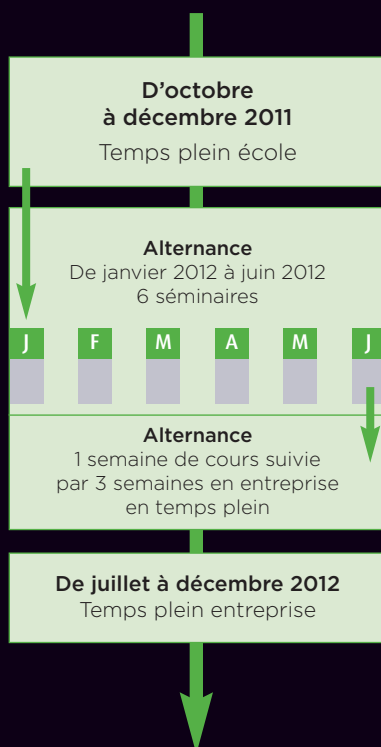 D'octobre
à décembre 2011
Temps plein école
Alternance
De janvier 2012 à juin 2012
6 séminaires
J F M A M J
Alternance
1 semaine de cours suivie
par 3 semaines en entreprise
en temps plein
De juillet à décembre 2012
Temps plein entreprise